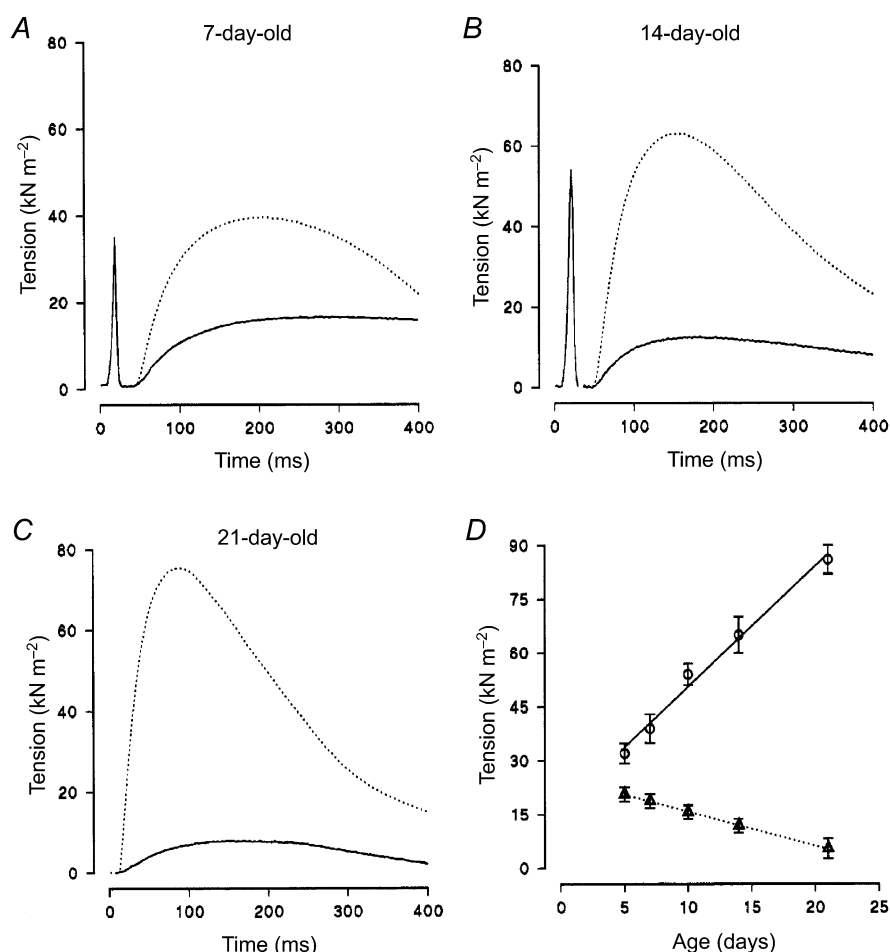 A
7-day-old
80
60
40
20
0
Tension (kN m⁻²)
0 100 200 300 400
Time (ms)
B
14-day-old
80
60
40
20
0
Tension (kN m⁻²)
0 100 200 300 400
Time (ms)
C
21-day-old
80
60
40
20
0
Tension (kN m⁻²)
0 100 200 300 400
Time (ms)
D
90
75
60
45
30
15
0
Tension (kN m⁻²)
0 5 10 15 20 25
Age (days)